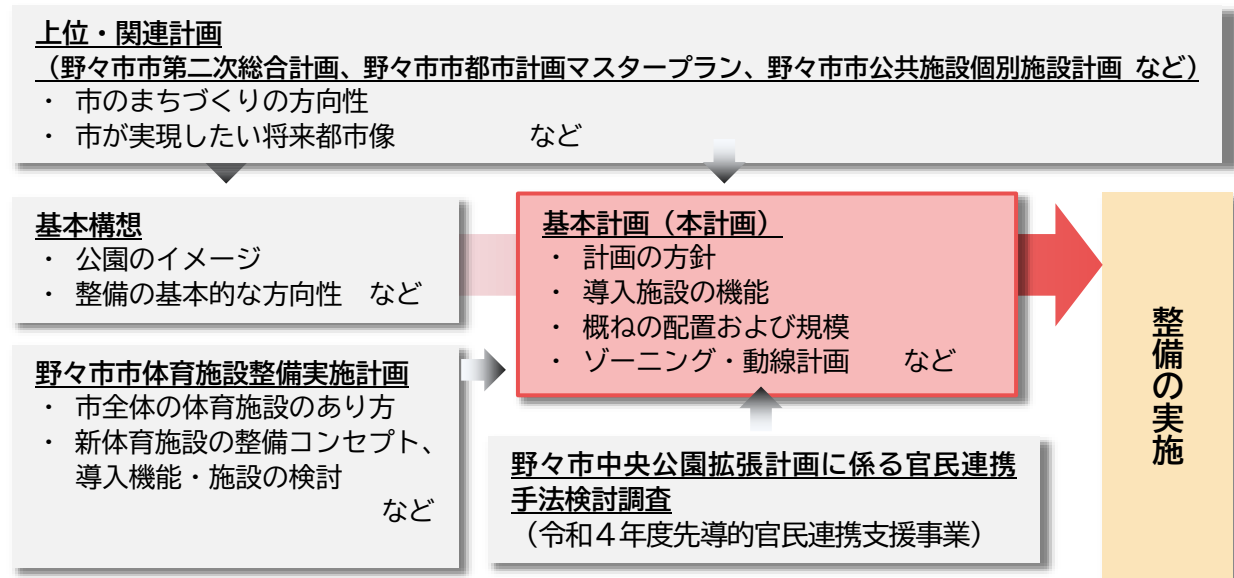 上位・関連計画
（野々市市第二次総合計画、野々市市都市計画マスタープラン、野々市市公共施設個別施設計画 など）
・ 市のまちづくりの方向性
・ 市が実現したい将来都市像 など
基本構想
・ 公園のイメージ
・ 整備の基本的な方向性 など
野々市市体育施設整備実施計画
・ 市全体の体育施設のあり方
・ 新体育施設の整備コンセプト、
導入機能・施設の検討
など
基本計画（本計画）
・ 計画の方針
・ 導入施設の機能
・ 概ねの配置および規模
・ ゾーニング・動線計画 など
野々市中央公園拡張計画に係る官民連携
手法検討調査
（令和４年度先導的官民連携支援事業）
整備の実施